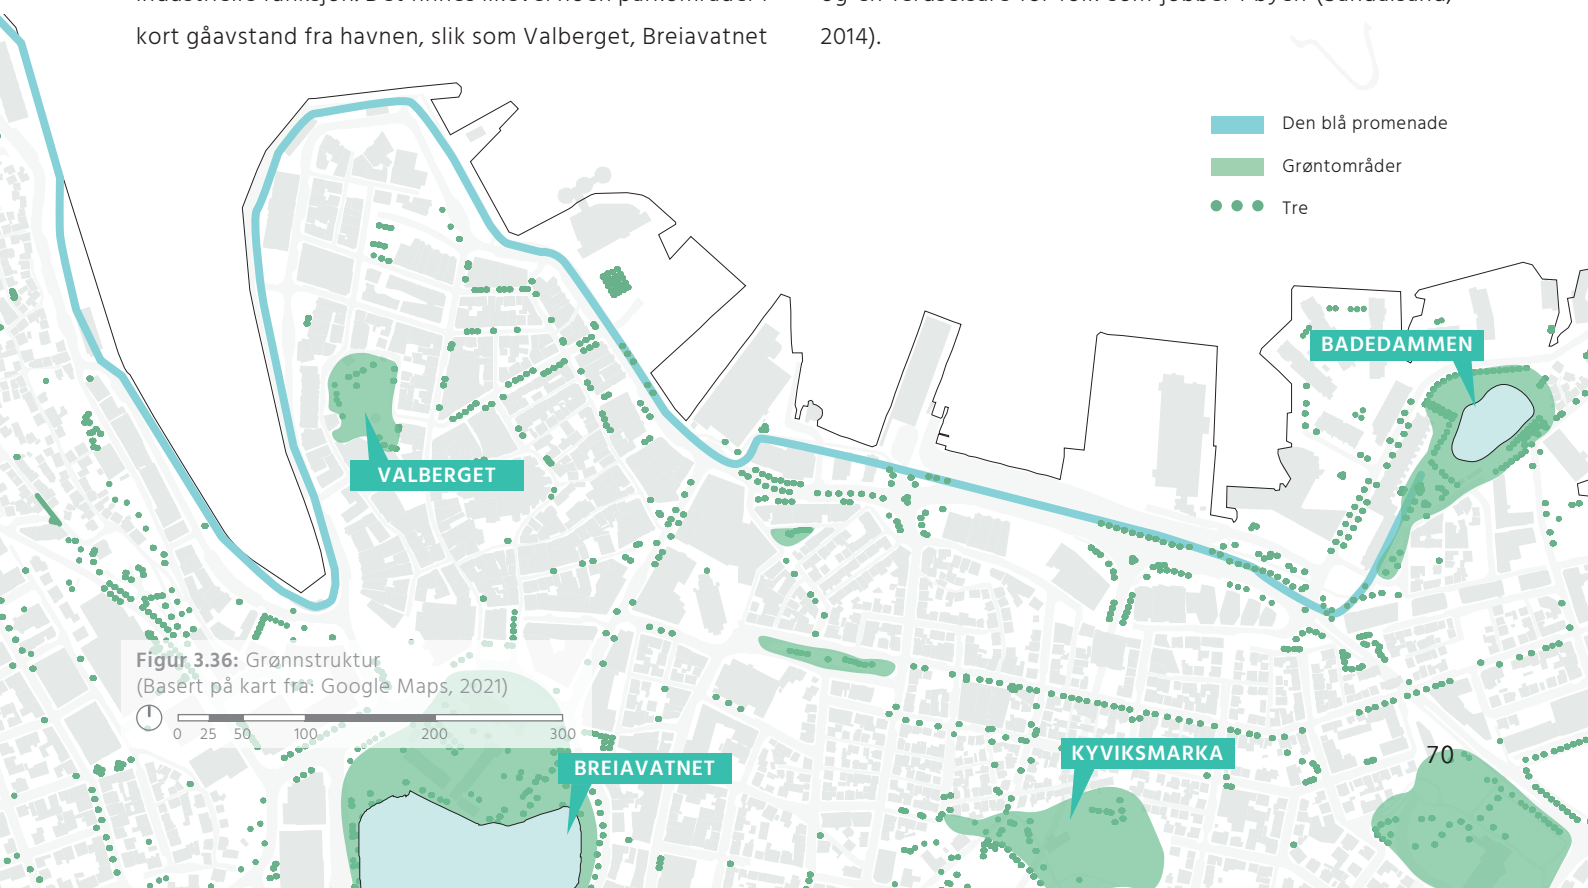 kort gåavstand fra havnen, slik som Valberget, Breiavatnet
2014).
Den blå promenade
Grøntområder
Tre
BADEDAMMEN
VALBERGET
Figur 3.36: Grønnstruktur
(Basert på kart fra: Google Maps, 2021)
0 25 50 100 200 300
BREIAVATNET
KYVIKSMARKA
70